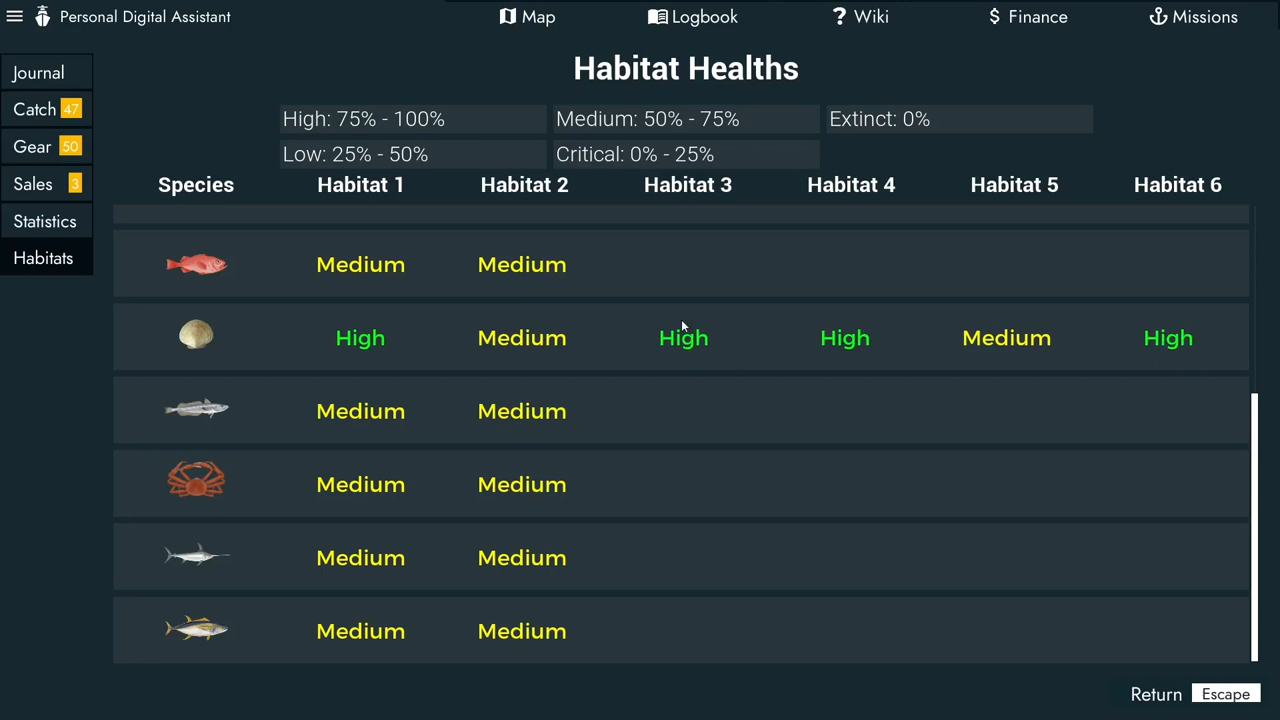 Personal Digital Assistant
Map
Logbook
Wiki
Finance
Missions
Journal
Catch 47
Gear 50
Sales 3
Statistics
Habitats
Habitat Healths
High: 75% - 100% Medium: 50% - 75% Extinct: 0%
Low: 25% - 50% Critical: 0% - 25%
Species Habitat 1 Habitat 2 Habitat 3 Habitat 4 Habitat 5 Habitat 6
Medium Medium
High Medium High High Medium High
Medium Medium
Medium Medium
Medium Medium
Medium Medium
Return Escape